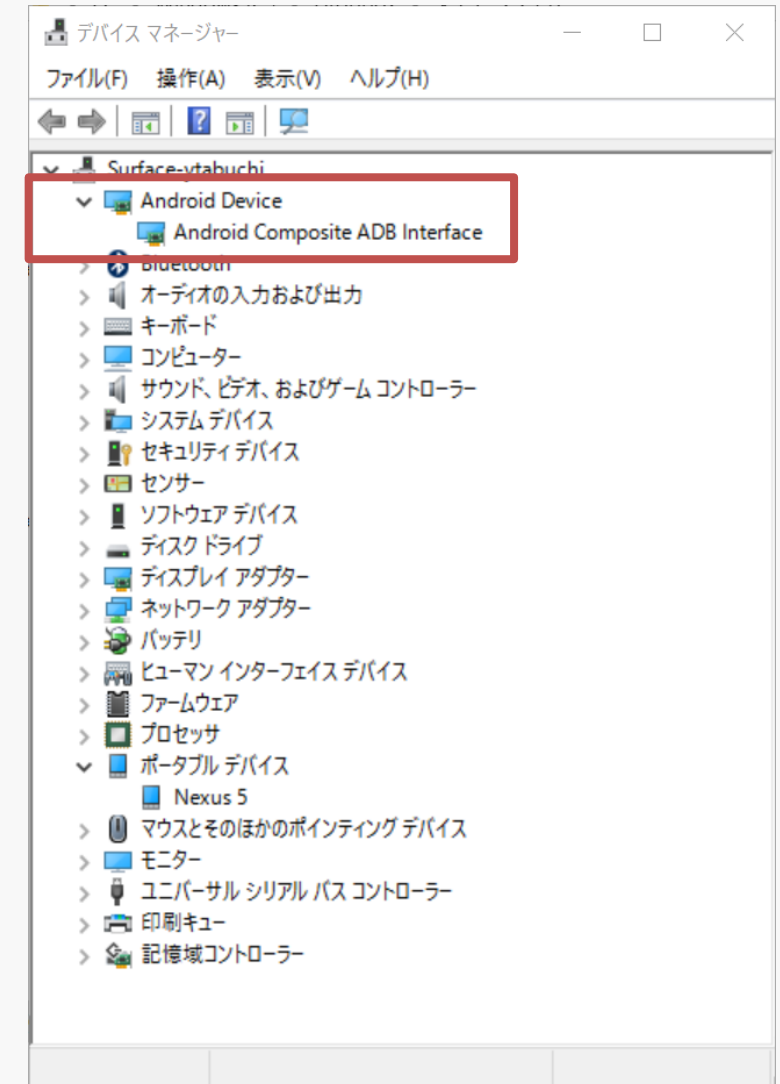 デバイス マネージャー
ファイル(F) 操作(A) 表示(V) ヘルプ(H)
Surface-ytabuchi
Android Device
Android Composite ADB Interface
Bluetooth
オーディオの入力および出力
キーボード
コンピューター
サウンド、ビデオ、およびゲーム コントローラー
システム デバイス
セキュリティ デバイス
センサー
ソフトウェア デバイス
ディスク ドライブ
ディスプレイ アダプター
ネットワーク アダプター
バッテリ
ヒューマン インターフェイス デバイス
ファームウェア
プロセッサ
ポータブル デバイス
Nexus 5
マウスとそのほかのポインティング デバイス
モニター
ユニバーサル シリアル バス コントローラー
印刷キュー
記憶域コントローラー